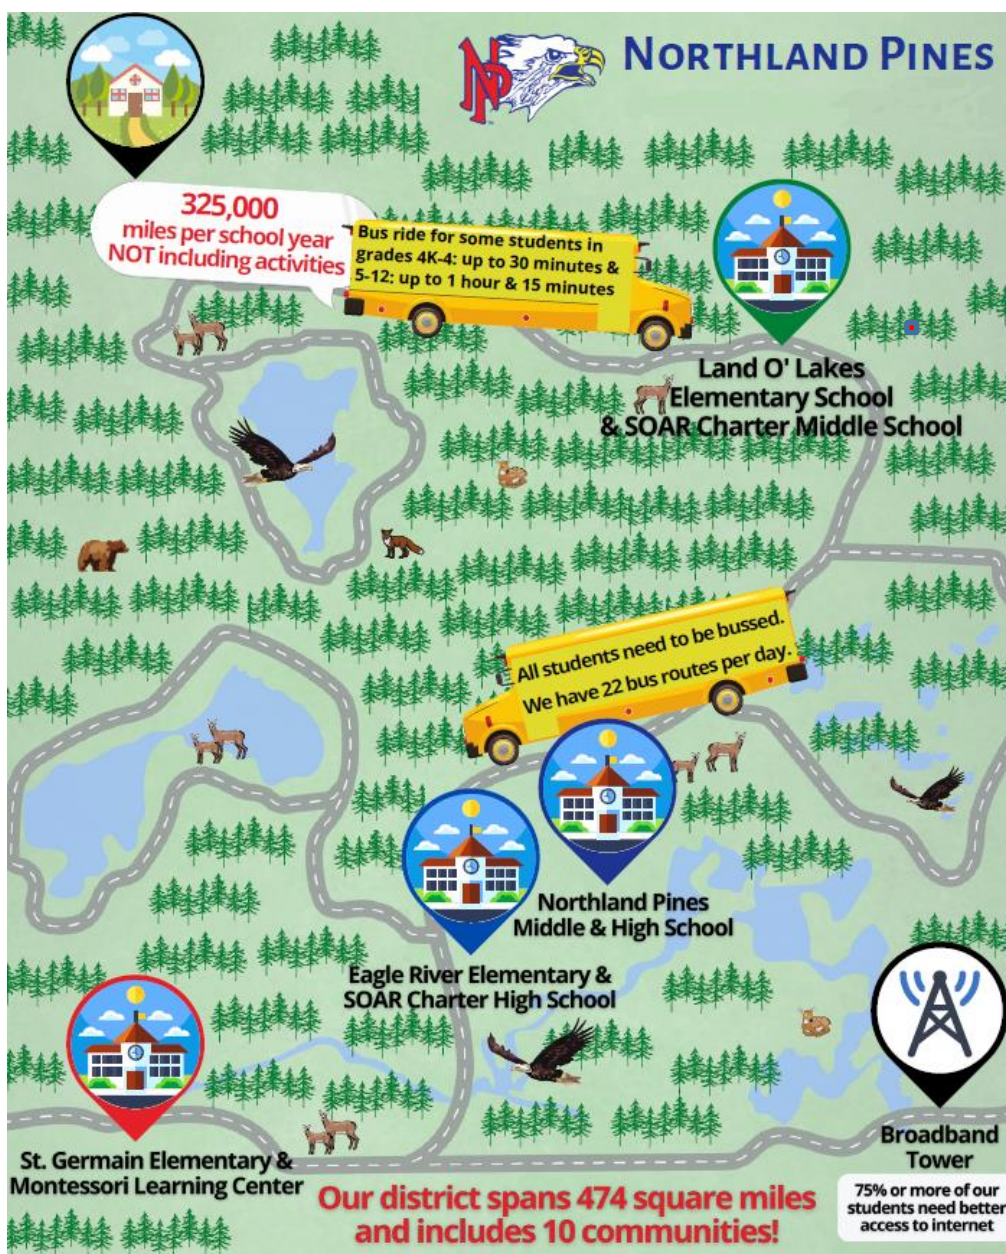 NP
NORTHLAND PINES
325,000
miles per school year
NOT including activities
Bus ride for some students in
grades 4K-4: up to 30 minutes &
5-12: up to 1 hour & 15 minutes
Land O' Lakes
Elementary School
& SOAR Charter Middle School
All students need to be bussed.
We have 22 bus routes per day.
Northland Pines
Middle & High School
Eagle River Elementary &
SOAR Charter High School
St. Germain Elementary &
Montessori Learning Center
Broadband
Tower
75% or more of our
students need better
access to internet
Our district spans 474 square miles
and includes 10 communities!